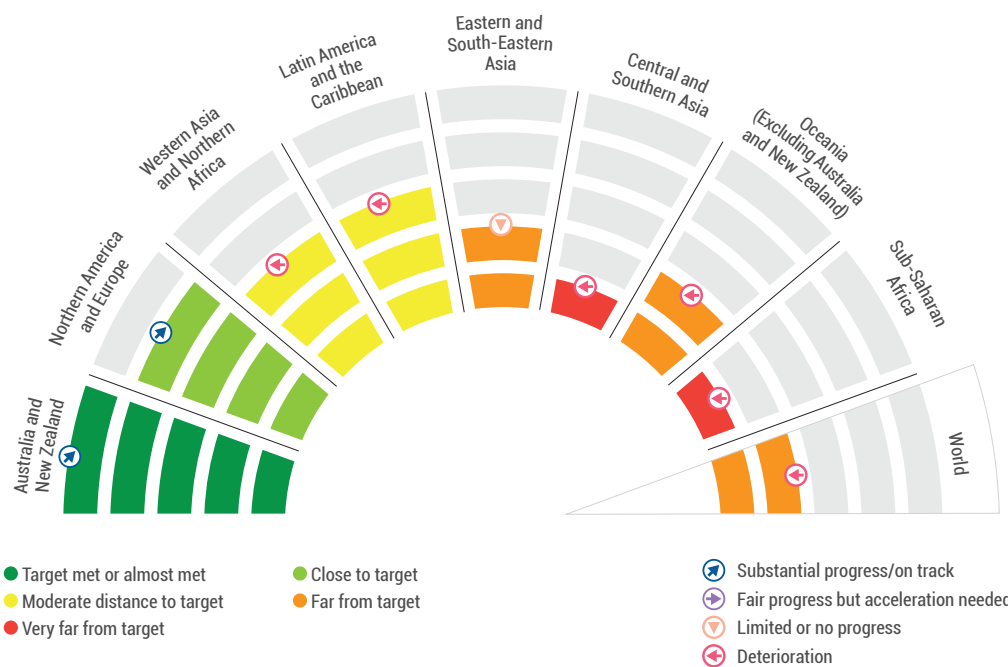 Eastern and
South-Eastern
Asia
Latin America
and the
Caribbean
Central and
Southern Asia
Western Asia
and Northern
Africa
Oceania
(Excluding Australia
and New Zealand)
Northern America
and Europe
Sub-Saharan
Africa
Australia and
New Zealand
World
Target met or almost met
Close to target
Moderate distance to target
Far from target
Very far from target
Substantial progress/on track
Fair progress but acceleration needed
Limited or no progress
Deterioration